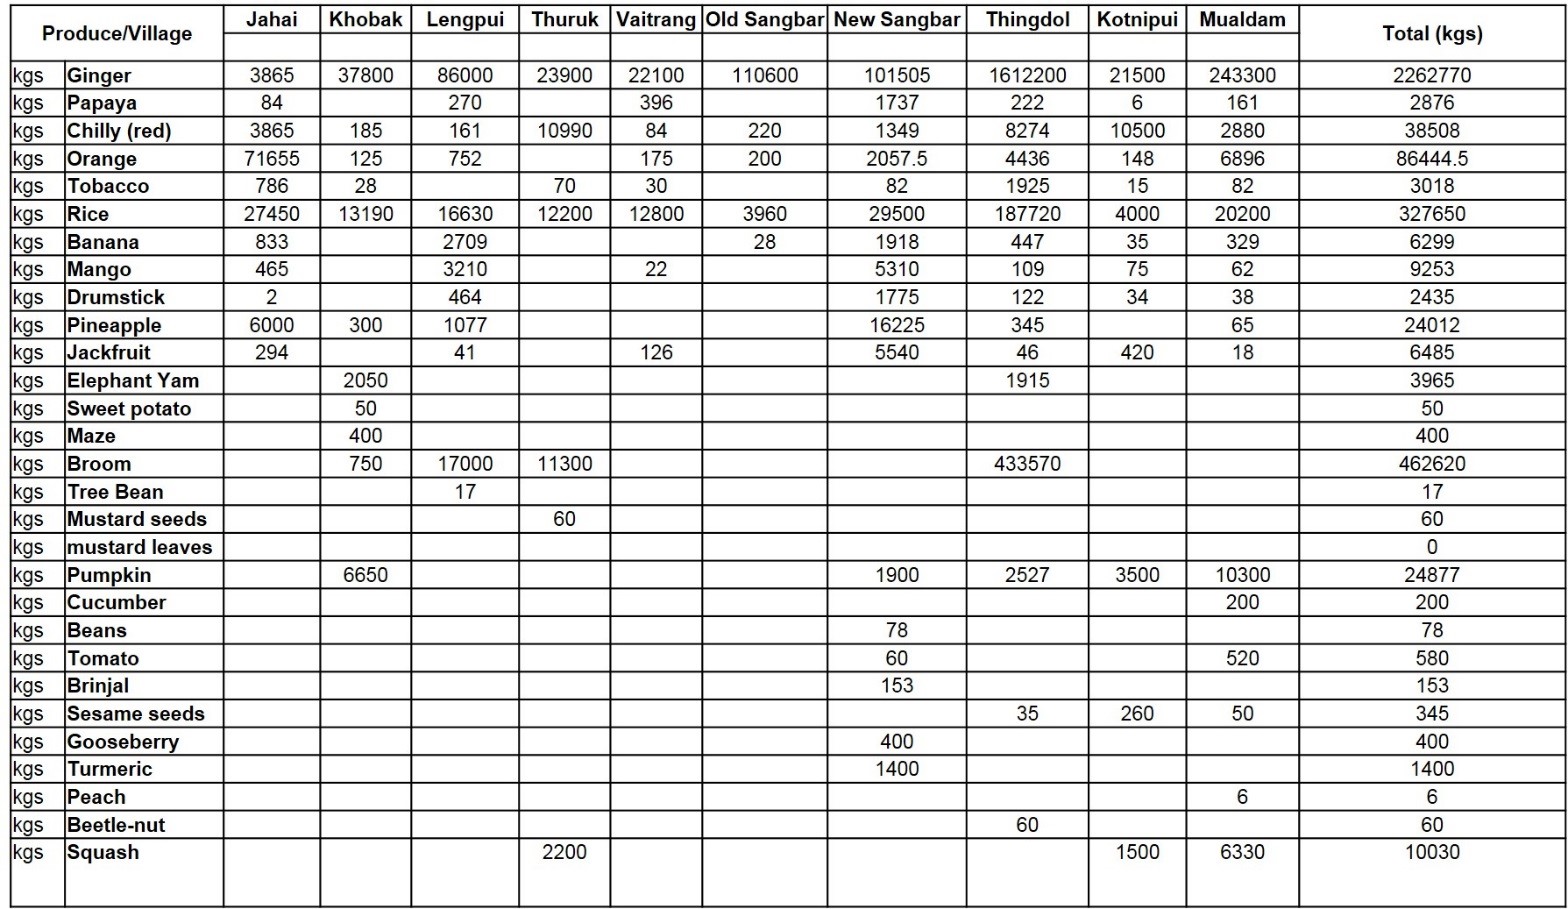 Produce/Village Jahai Khobak Lengpui Thuruk Vaitrang Old Sangbar New Sangbar Thingdol Kotnipui Mualdam Total (kgs)
kgs Ginger 3865 37800 86000 23900 22100 110600 101505 1612200 21500 243300 2262770
kgs Papaya 84 270 396 1737 222 6 161 2876
kgs Chilly (red) 3865 185 161 10990 84 220 1349 8274 10500 2880 38508
kgs Orange 71655 125 752 175 200 2057.5 4436 148 6896 86444.5
kgs Tobacco 786 28 70 30 82 1925 15 82 3018
kgs Rice 27450 13190 16630 12200 12800 3960 29500 187720 4000 20200 327650
kgs Banana 833 2709 28 1918 447 35 329 6299
kgs Mango 465 3210 22 5310 109 75 62 9253
kgs Drumstick 2 464 1775 122 34 38 2435
kgs Pineapple 6000 300 1077 16225 345 65 24012
kgs Jackfruit 294 41 126 5540 46 420 18 6485
kgs Elephant Yam 2050 1915 3965
kgs Sweet potato 50 50
kgs Maze 400 400
kgs Broom 750 17000 11300 433570 462620
kgs Tree Bean 17 17
kgs Mustard seeds 60 60
kgs mustard leaves 0
kgs Pumpkin 6650 1900 2527 3500 10300 24877
kgs Cucumber 200 200
kgs Beans 78 78
kgs Tomato 60 520 580
kgs Brinjal 153 153
kgs Sesame seeds 35 260 50 345
kgs Gooseberry 400 400
kgs Turmeric 1400 1400
kgs Peach 6 6
kgs Beetle-nut 60 60
kgs Squash 2200 1500 6330 10030